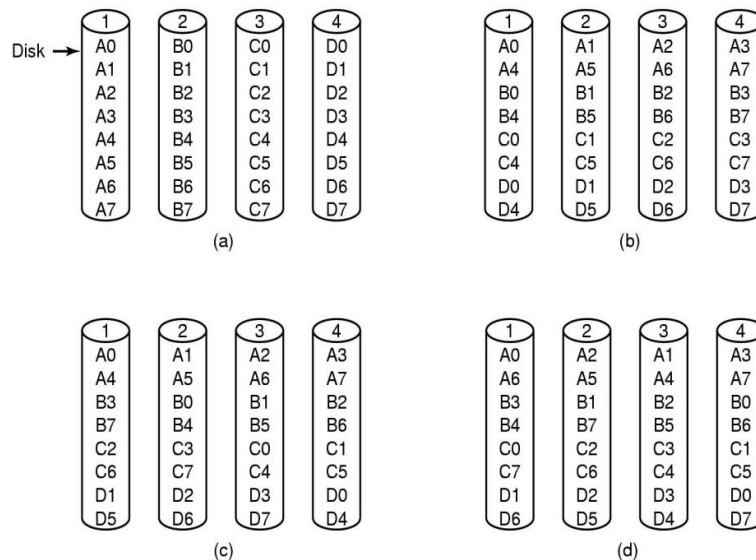 1 2 3 4 1 2 3 4
Disk A0 B0 C0 D0 A0 A1 A2 A3
A1 B1 C1 D1 A4 A5 A6 A7
A2 B2 C2 D2 B0 B1 B2 B3
A3 B3 C3 D3 B4 B5 B6 B7
A4 B4 C4 D4 C0 C1 C2 C3
A5 B5 C5 D5 C4 C5 C6 C7
A6 B6 C6 D6 D0 D1 D2 D3
A7 B7 C7 D7 D4 D5 D6 D7
(a) (b)
1 2 3 4 1 2 3 4
A0 A1 A2 A3 A0 A2 A1 A3
A4 A5 A6 A7 A6 A5 A4 A7
B3 B0 B1 B2 B3 B1 B2 B0
B7 B4 B5 B6 B4 B7 B5 B6
C2 C3 C0 C1 C0 C2 C3 C1
C6 C7 C4 C5 C7 C6 C4 C5
D1 D2 D3 D0 D1 D2 D3 D0
D5 D6 D7 D4 D6 D5 D4 D7
(c) (d)